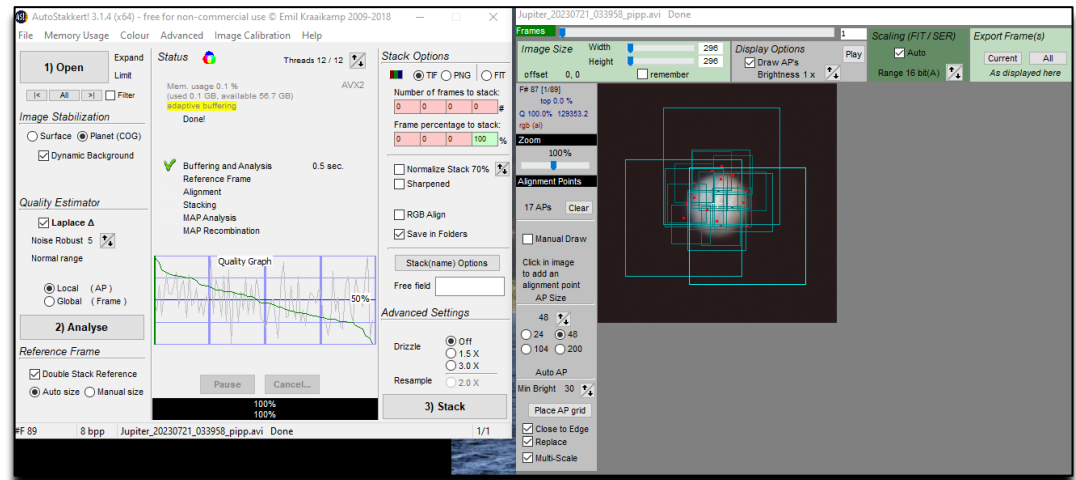 AutoStakkert! 3.1.4 (x64) - free for non-commercial use © Emil Kraaikamp 2009-2018
File Memory Usage Colour Advanced Image Calibration Help
1) Open
Expand
Limit
|< All >| Filter
Image Stabilization
Surface Planet (COG)
Dynamic Background
Quality Estimator
Laplace Δ
Noise Robust 5
Normal range
Local (AP)
Global (Frame)
2) Analyse
Reference Frame
Double Stack Reference
Auto size Manual size
Status
Threads 12 / 12
Mem. usage 0.1 %
AVX2
(used 0.1 GB, available 56.7 GB)
adaptive buffering
Done!
Buffering and Analysis 0.5 sec.
Reference Frame
Alignment
Stacking
MAP Analysis
MAP Recombination
Quality Graph
50%
Pause Cancel...
100%
100%
Stack Options
TIF PNG FIT
Number of frames to stack:
0 0 0 0 #
Frame percentage to stack:
0 0 0 100 %
Normalize Stack 70%
Sharpened
RGB Align
Save in Folders
Stack(name) Options
Free field
Advanced Settings
Drizzle
Off
1.5 X
3.0 X
Resample 2.0 X
3) Stack
#F 89 8 bpp Jupiter_20230721_033958_pipp.avi Done 1/1
Jupiter_20230721_033958_pipp.avi Done
Frames 1
Image Size Width 296
Height 296
offset 0, 0 remember
Display Options
Draw AP's
Brightness 1 x
Play
Scaling (FIT / SER)
Auto
Range 16 bit(A)
Export Frame(s)
Current All
As displayed here
F# 87 [1/89]
top 0.0 %
Q 100.0% 129353.2
rgb (ai)
Zoom
100%
Alignment Points
17 APs Clear
Manual Draw
Click in image
to add an
alignment point
AP Size
48
24 48
104 200
Auto AP
Min Bright 30
Place AP grid
Close to Edge
Replace
Multi-Scale